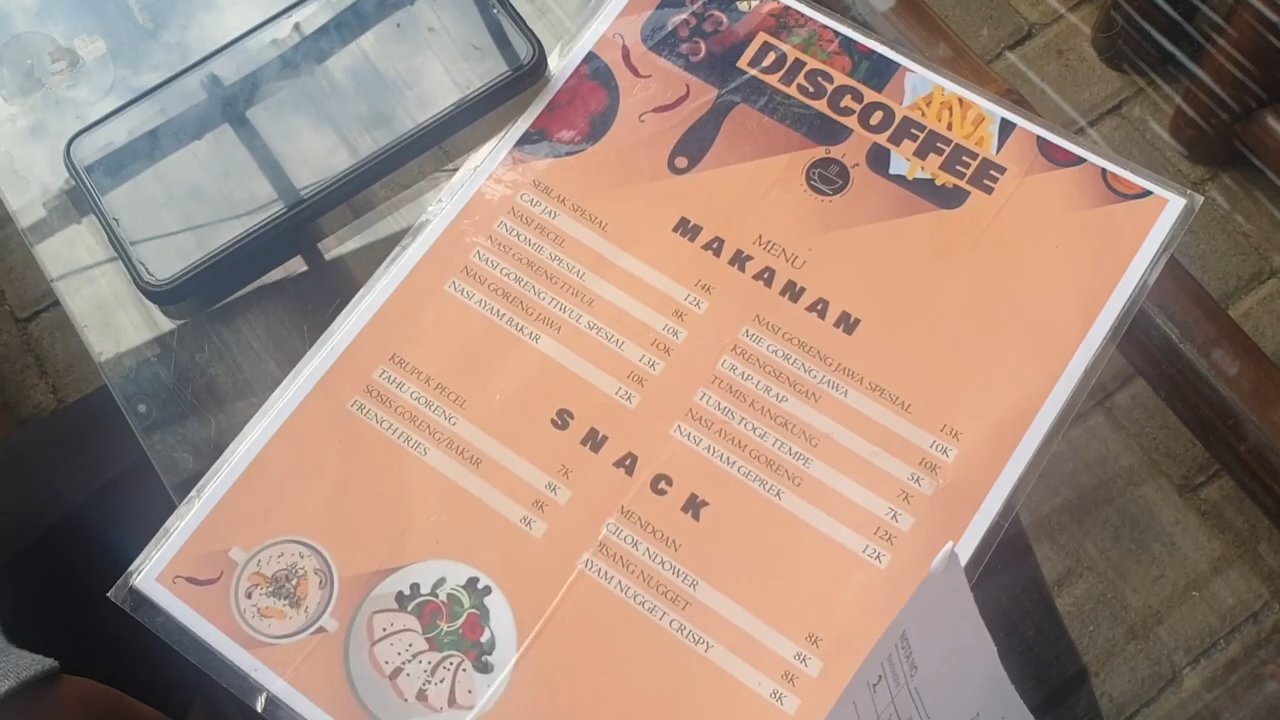 DISCOFFEE
DIS
MENU
MAKANAN
SEBLAK SPESIAL 14K
CAP JAY 12K
NASI PECEL 8K
INDOMIE SPESIAL 10K
NASI GORENG TIWUL 10K
NASI GORENG TIWUL SPESIAL 13K
NASI GORENG JAWA 10K
NASI AYAM BAKAR 12K
NASI GORENG JAWA SPESIAL 13K
MIE GORENG JAWA 10K
KRENGSENGAN 10K
URAP-URAP 5K
TUMIS KANGKUNG 7K
TUMIS TOGE TEMPE 7K
NASI AYAM GORENG 12K
NASI AYAM GEPREK 12K
SNACK
KRUPUK PECEL 7K
TAHU GORENG 8K
SOSIS GORENG/BAKAR 8K
FRENCH FRIES 8K
MENDOAN 8K
CILOK NDOWER 8K
PISANG NUGGET 8K
AYAM NUGGET CRISPY 8K
NOTA NO.
2